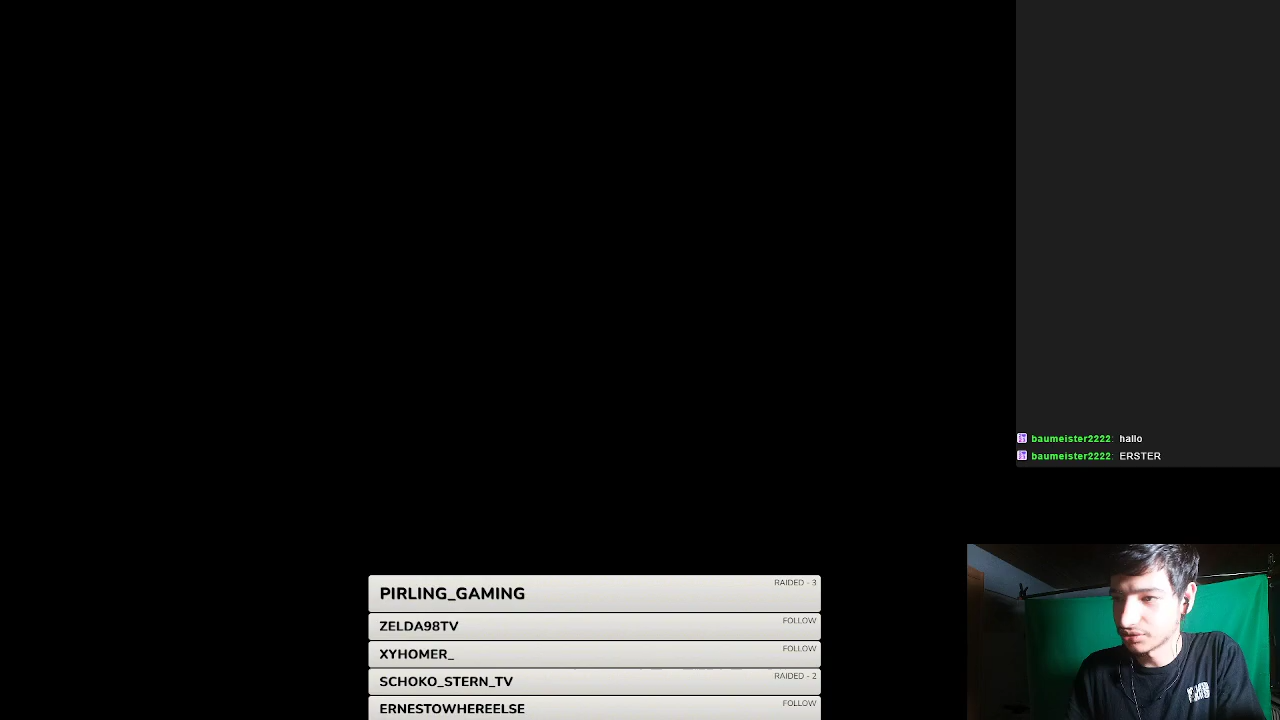 baumeister2222: hallo
baumeister2222: ERSTER
PIRLING_GAMING RAIDED - 3
ZELDA98TV FOLLOW
XYHOMER_ FOLLOW
SCHOKO_STERN_TV RAIDED - 2
ERNESTOWHEREELSE FOLLOW